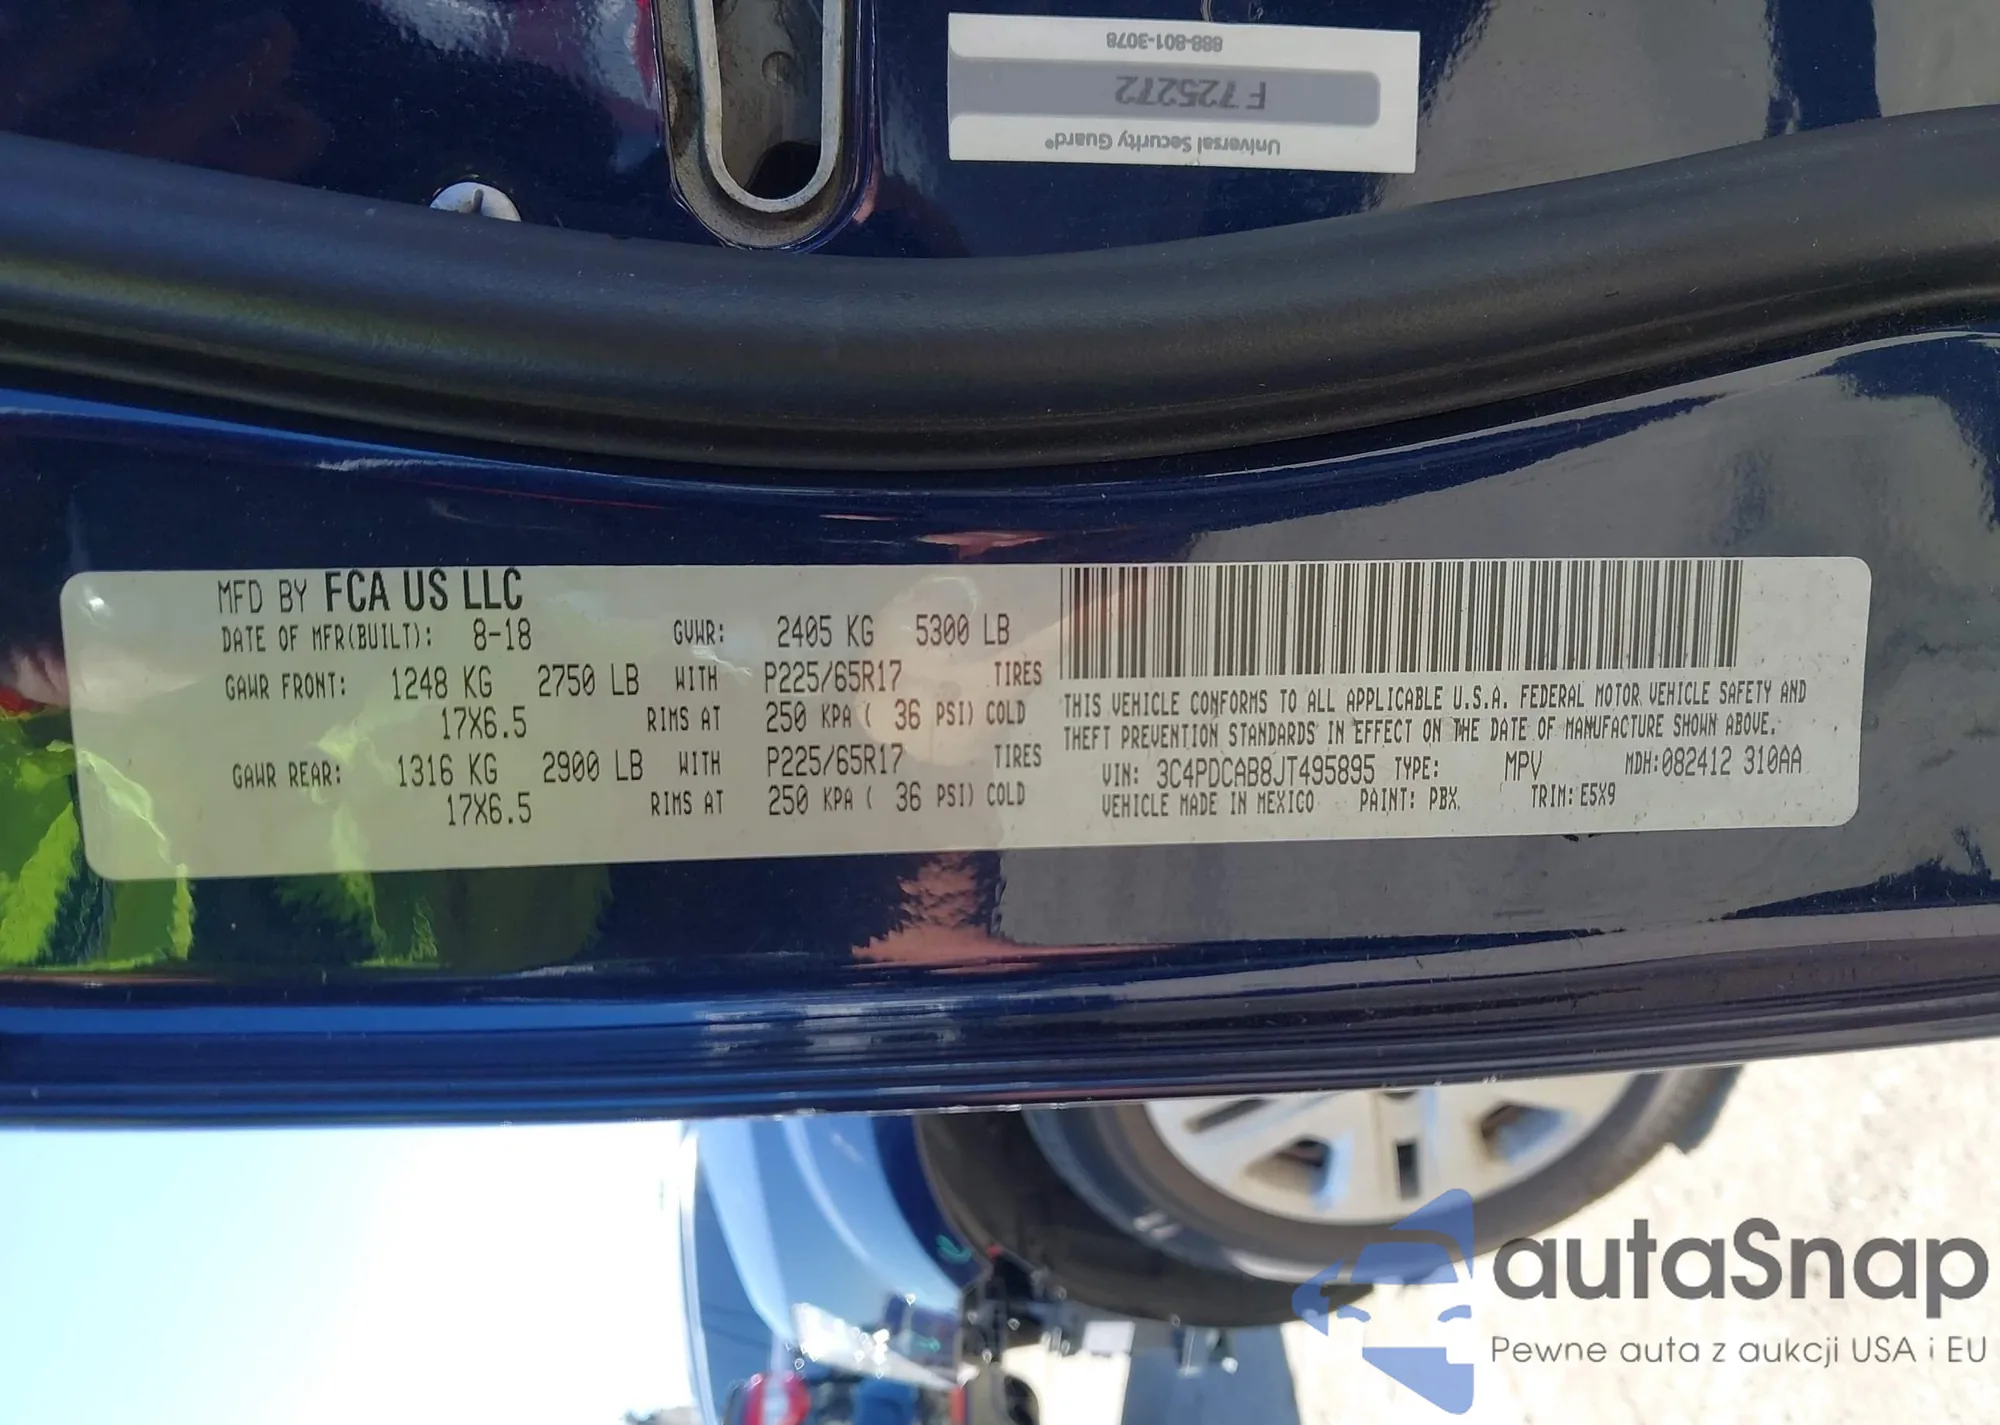 888-801-3078
F 725272
Universal Security Guard®
MFD BY FCA US LLC
DATE OF MFR(BUILT): 8-18 GVWR: 2405 KG 5300 LB
GAWR FRONT: 1248 KG 2750 LB WITH P225/65R17 TIRES
17X6.5 RIMS AT 250 KPA ( 36 PSI) COLD
GAWR REAR: 1316 KG 2900 LB WITH P225/65R17 TIRES
17X6.5 RIMS AT 250 KPA ( 36 PSI) COLD
THIS VEHICLE CONFORMS TO ALL APPLICABLE U.S.A. FEDERAL MOTOR VEHICLE SAFETY AND
THEFT PREVENTION STANDARDS IN EFFECT ON THE DATE OF MANUFACTURE SHOWN ABOVE.
VIN: 3C4PDCAB8JT495895 TYPE: MPV MDH:082412 310AA
VEHICLE MADE IN MEXICO PAINT: PBX TRIM: E5X9
autaSnap
Pewne auta z aukcji USA i EU